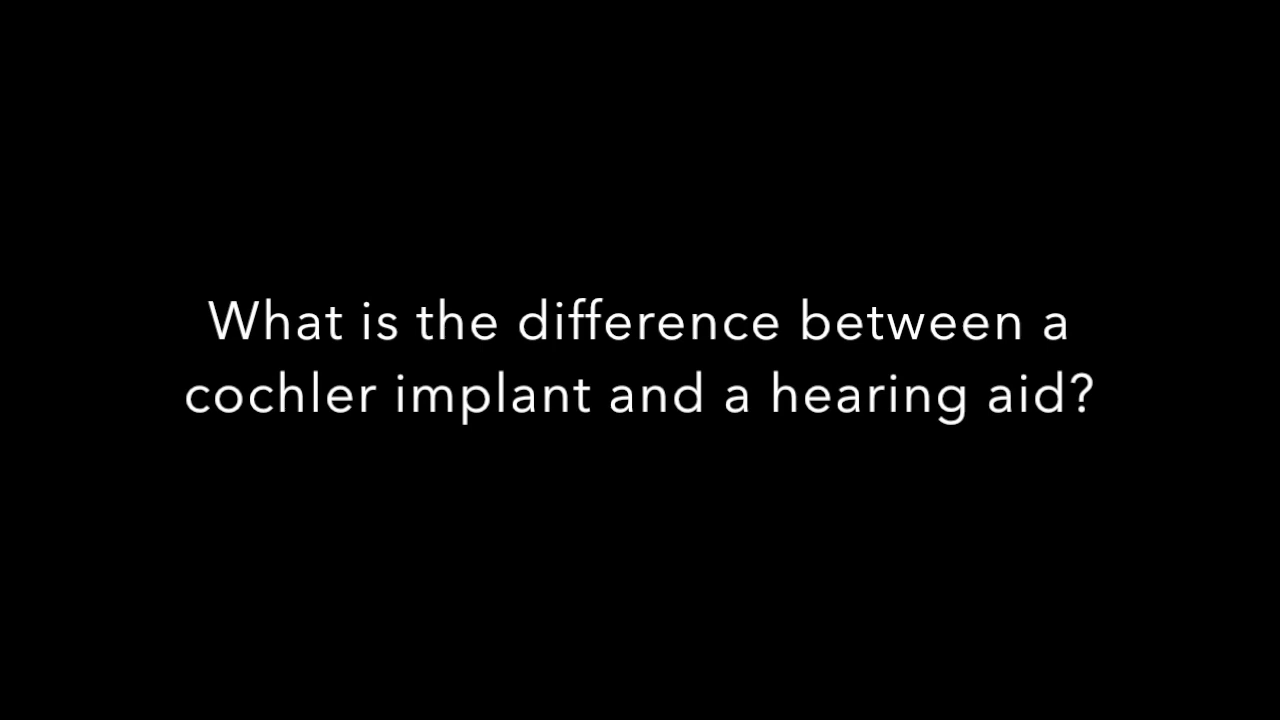 What is the difference between a
cochler implant and a hearing aid?